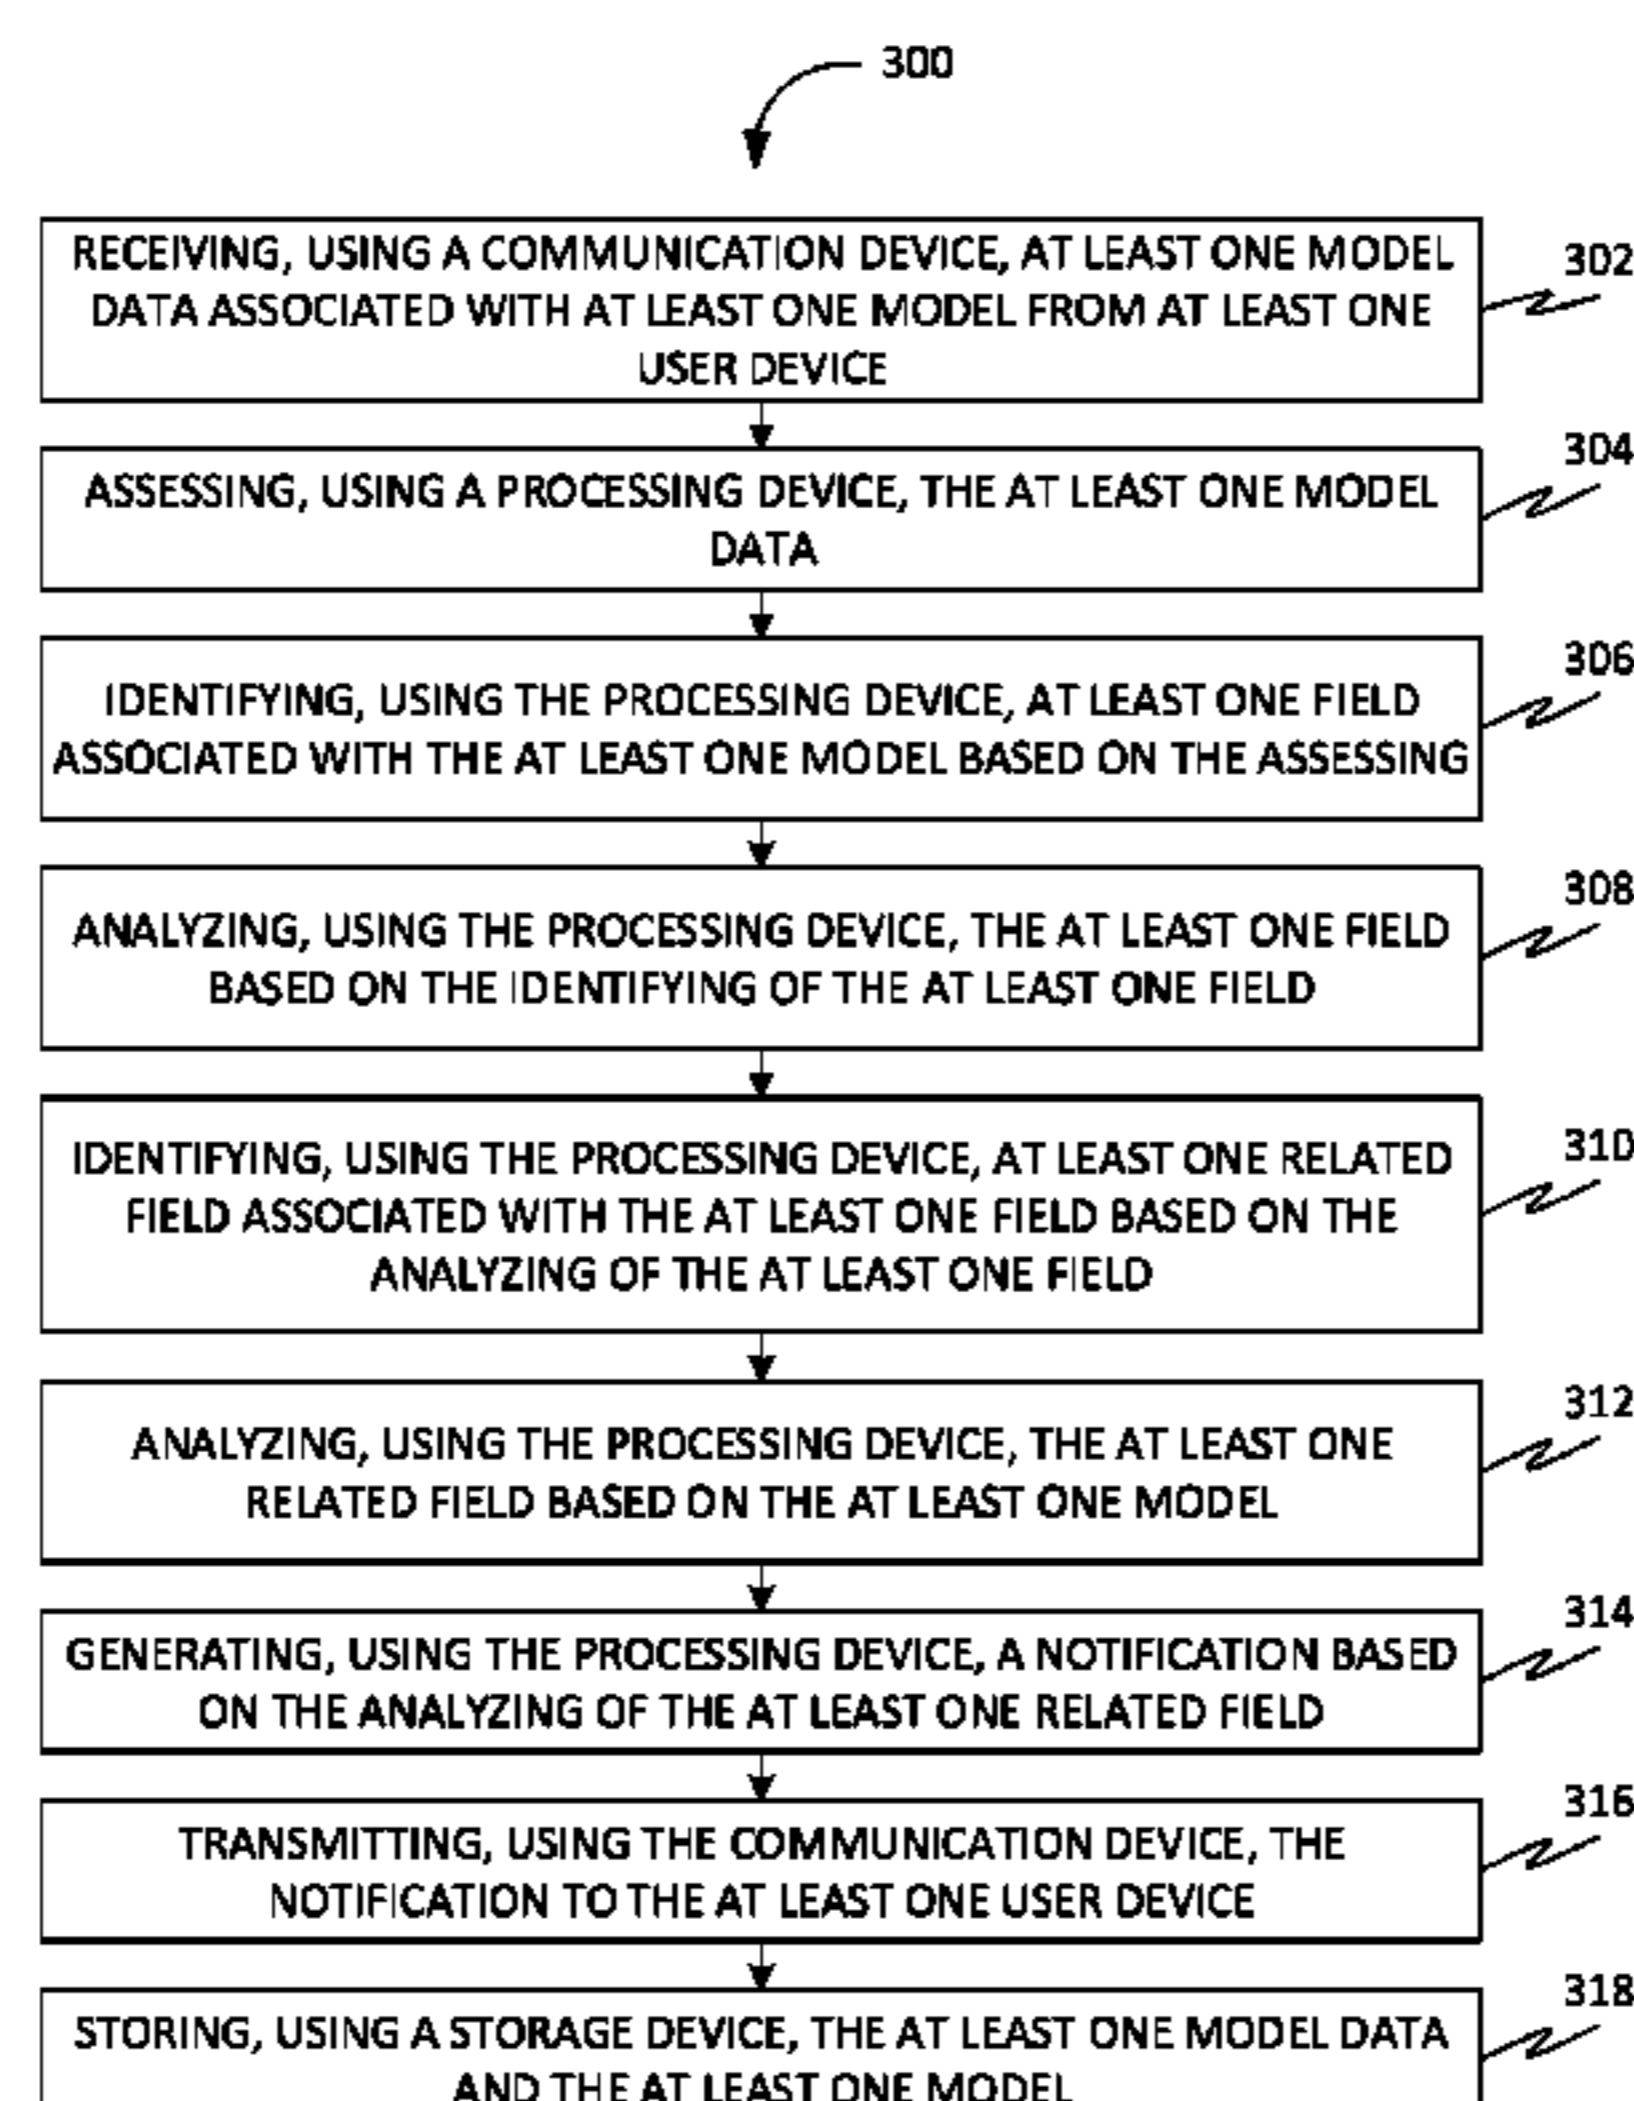 300
RECEIVING, USING A COMMUNICATION DEVICE, AT LEAST ONE MODEL
DATA ASSOCIATED WITH AT LEAST ONE MODEL FROM AT LEAST ONE
USER DEVICE
302
ASSESSING, USING A PROCESSING DEVICE, THE AT LEAST ONE MODEL
DATA
304
IDENTIFYING, USING THE PROCESSING DEVICE, AT LEAST ONE FIELD
ASSOCIATED WITH THE AT LEAST ONE MODEL BASED ON THE ASSESSING
306
ANALYZING, USING THE PROCESSING DEVICE, THE AT LEAST ONE FIELD
BASED ON THE IDENTIFYING OF THE AT LEAST ONE FIELD
308
IDENTIFYING, USING THE PROCESSING DEVICE, AT LEAST ONE RELATED
FIELD ASSOCIATED WITH THE AT LEAST ONE FIELD BASED ON THE
ANALYZING OF THE AT LEAST ONE FIELD
310
ANALYZING, USING THE PROCESSING DEVICE, THE AT LEAST ONE
RELATED FIELD BASED ON THE AT LEAST ONE MODEL
312
GENERATING, USING THE PROCESSING DEVICE, A NOTIFICATION BASED
ON THE ANALYZING OF THE AT LEAST ONE RELATED FIELD
314
TRANSMITTING, USING THE COMMUNICATION DEVICE, THE
NOTIFICATION TO THE AT LEAST ONE USER DEVICE
316
STORING, USING A STORAGE DEVICE, THE AT LEAST ONE MODEL DATA
AND THE AT LEAST ONE MODEL
318